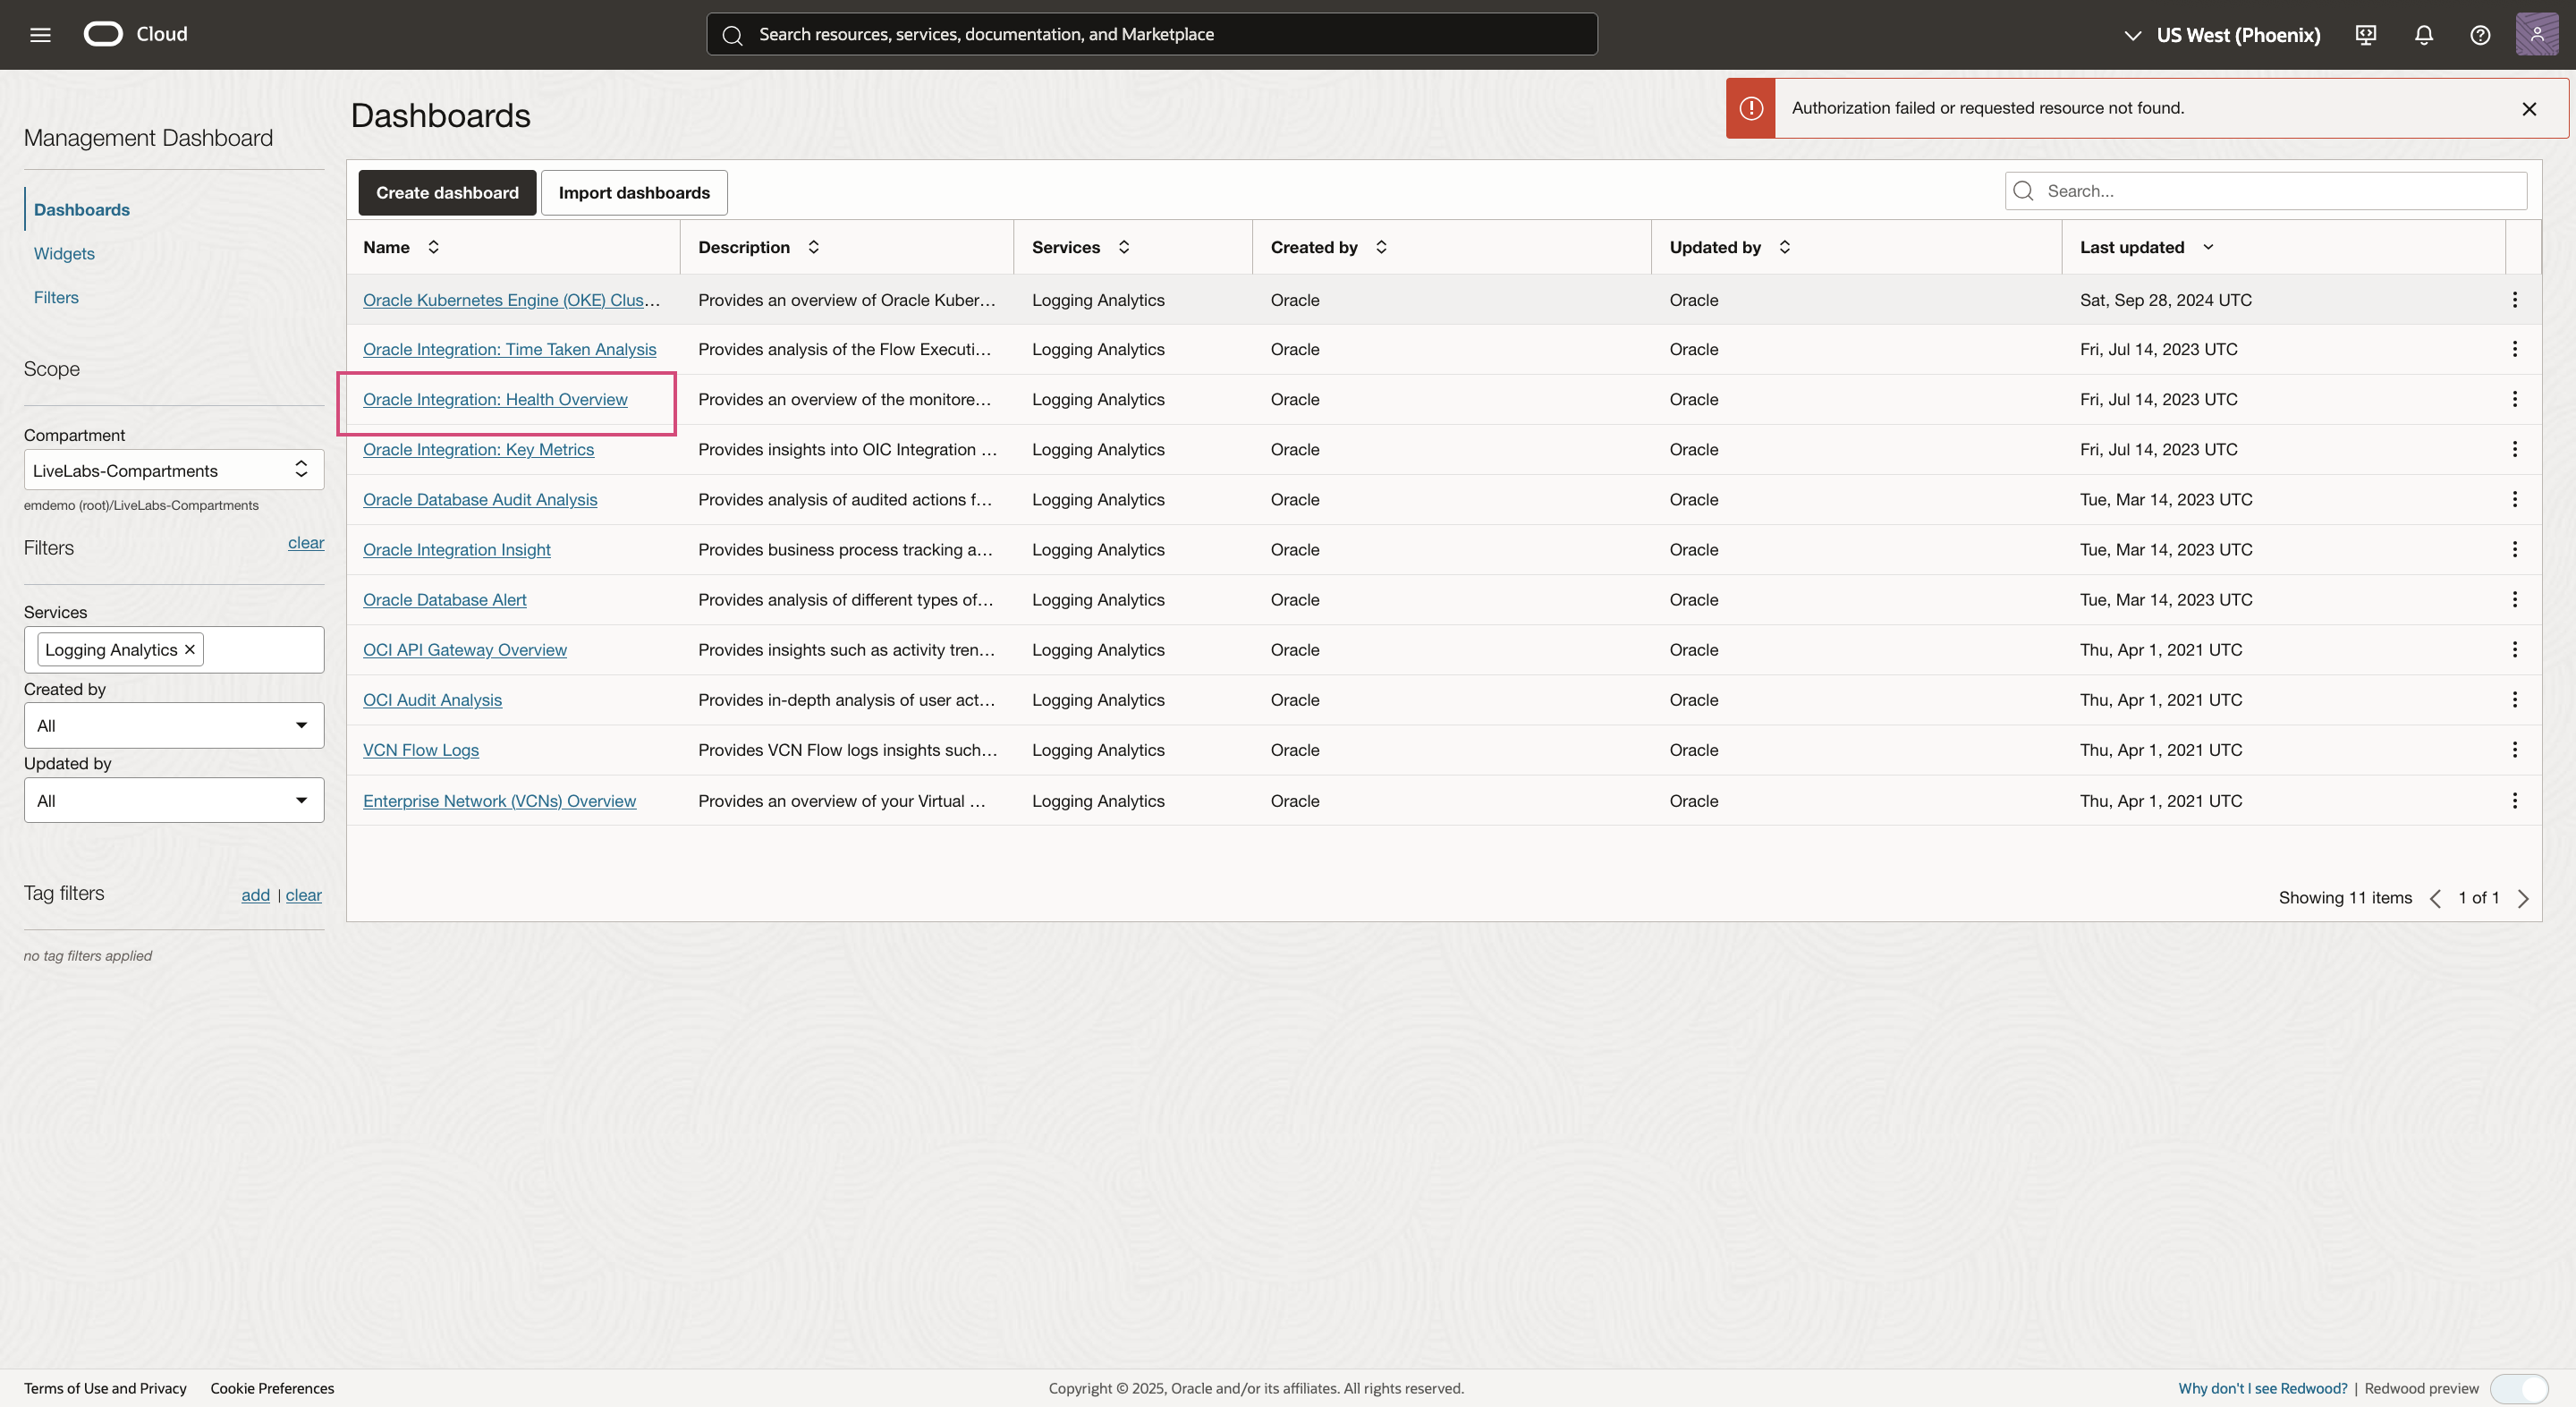 Cloud
Search resources, services, documentation, and Marketplace
US West (Phoenix)
Authorization failed or requested resource not found.
Management Dashboard
Dashboards
Widgets
Filters
Scope
Compartment
LiveLabs-Compartments
emdemo (root)/LiveLabs-Compartments
Filters clear
Services
Logging Analytics
Created by
All
Updated by
All
Tag filters add | clear
no tag filters applied
Dashboards
Create dashboard Import dashboards Search...
Name Description Services Created by Updated by Last updated
Oracle Kubernetes Engine (OKE) Clus... Provides an overview of Oracle Kuber... Logging Analytics Oracle Oracle Sat, Sep 28, 2024 UTC
Oracle Integration: Time Taken Analysis Provides analysis of the Flow Executi... Logging Analytics Oracle Oracle Fri, Jul 14, 2023 UTC
Oracle Integration: Health Overview Provides an overview of the monitore... Logging Analytics Oracle Oracle Fri, Jul 14, 2023 UTC
Oracle Integration: Key Metrics Provides insights into OIC Integration ... Logging Analytics Oracle Oracle Fri, Jul 14, 2023 UTC
Oracle Database Audit Analysis Provides analysis of audited actions f... Logging Analytics Oracle Oracle Tue, Mar 14, 2023 UTC
Oracle Integration Insight Provides business process tracking a... Logging Analytics Oracle Oracle Tue, Mar 14, 2023 UTC
Oracle Database Alert Provides analysis of different types of... Logging Analytics Oracle Oracle Tue, Mar 14, 2023 UTC
OCI API Gateway Overview Provides insights such as activity tren... Logging Analytics Oracle Oracle Thu, Apr 1, 2021 UTC
OCI Audit Analysis Provides in-depth analysis of user act... Logging Analytics Oracle Oracle Thu, Apr 1, 2021 UTC
VCN Flow Logs Provides VCN Flow logs insights such... Logging Analytics Oracle Oracle Thu, Apr 1, 2021 UTC
Enterprise Network (VCNs) Overview Provides an overview of your Virtual ... Logging Analytics Oracle Oracle Thu, Apr 1, 2021 UTC
Showing 11 items 1 of 1
Terms of Use and Privacy Cookie Preferences Copyright © 2025, Oracle and/or its affiliates. All rights reserved. Why don't I see Redwood? | Redwood preview